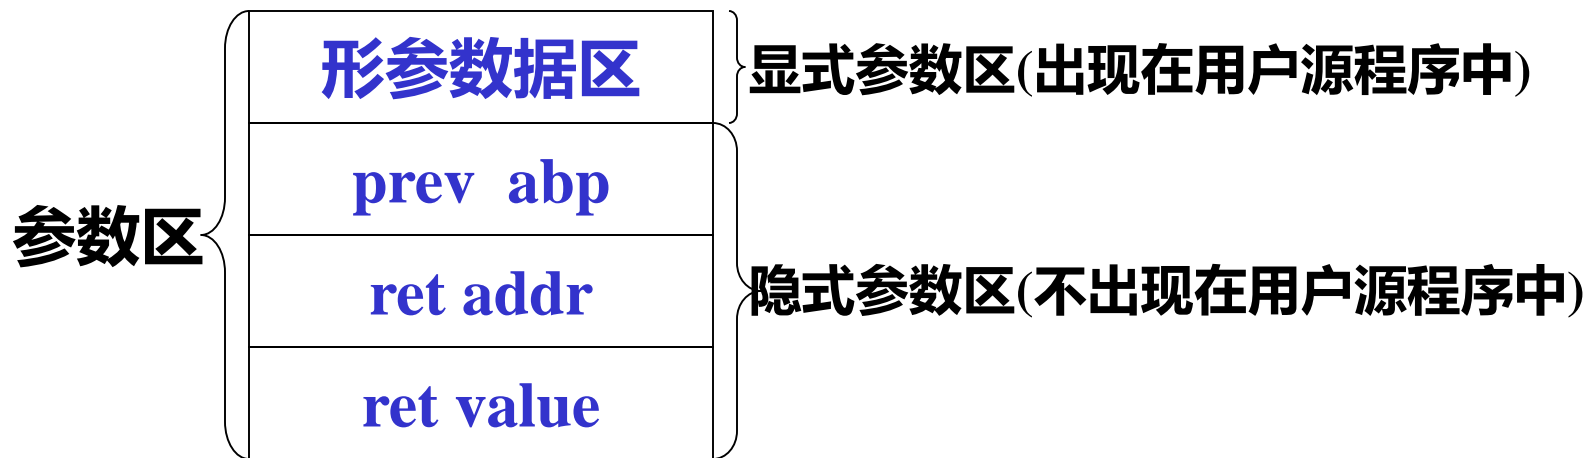 形参数据区
显式参数区(出现在用户源程序中)
prev abp
参数区
ret addr
隐式参数区(不出现在用户源程序中)
ret value